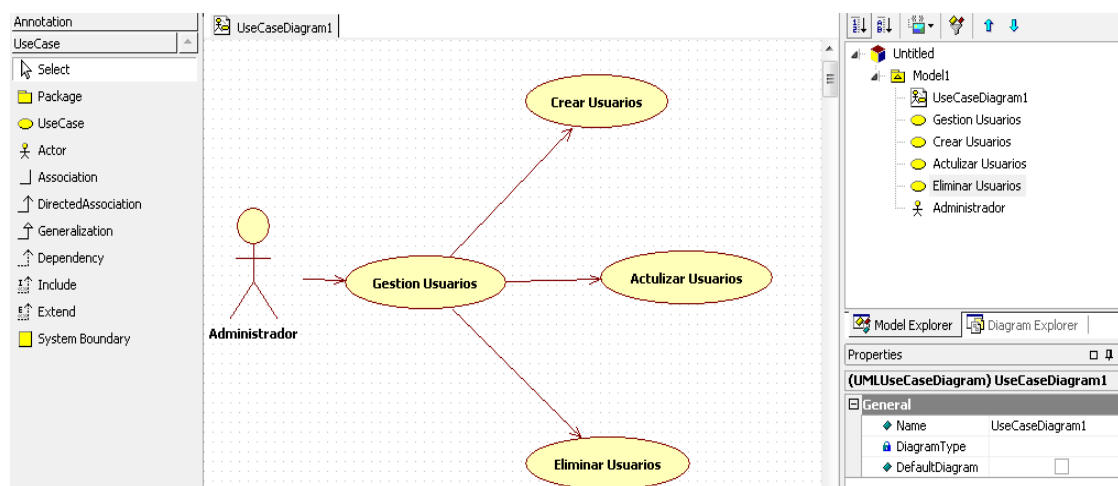 Annotation
UseCase
Select
Package
UseCase
Actor
Association
DirectedAssociation
Generalization
Dependency
Include
Extend
System Boundary
UseCaseDiagram1
Crear Usuarios
Gestion Usuarios
Actulizar Usuarios
Administrador
Eliminar Usuarios
Untitled
Model1
UseCaseDiagram1
Gestion Usuarios
Crear Usuarios
Actulizar Usuarios
Eliminar Usuarios
Administrador
Model Explorer
Diagram Explorer
Properties
(UMLUseCaseDiagram) UseCaseDiagram1
General
Name UseCaseDiagram1
DiagramType
DefaultDiagram